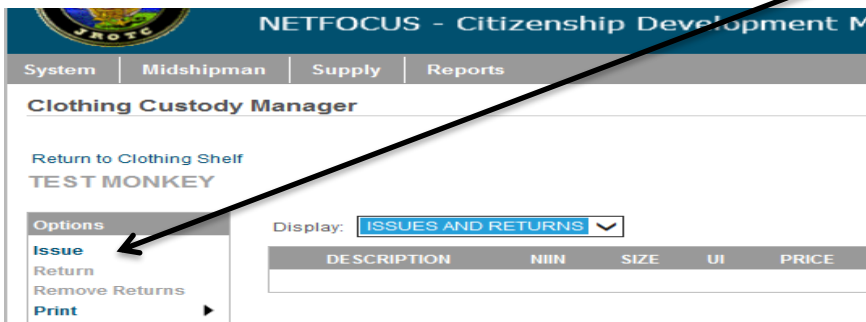 JROTC
NETFOCUS - Citizenship Development M
System Midshipman Supply Reports
Clothing Custody Manager
Return to Clothing Shelf
TEST MONKEY
Options
Display: ISSUES AND RETURNS
Issue
DESCRIPTION NIIN SIZE UI PRICE
Return
Remove Returns
Print